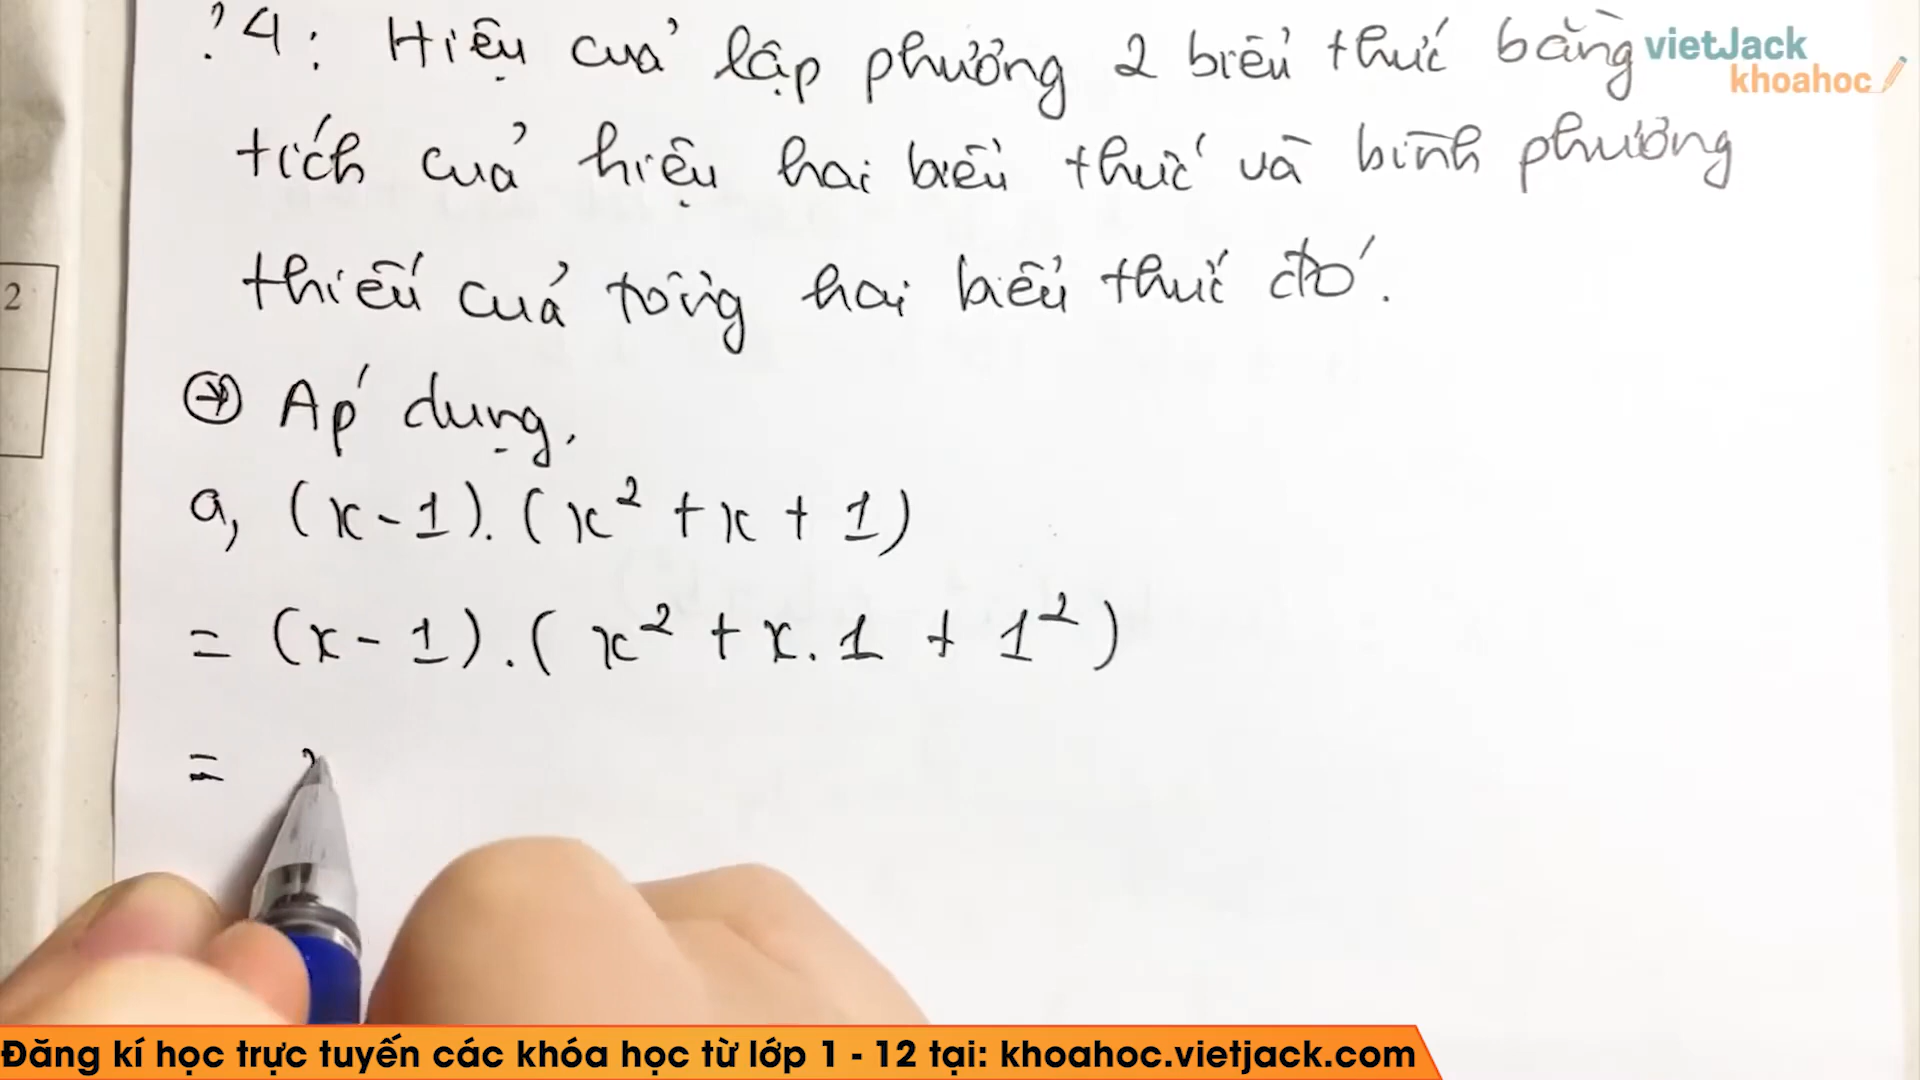 ?4: Hiệu của lập phương 2 biểu thức bằng
tích của hiệu hai biểu thức và bình phương
thiếu của tổng hai biểu thức đó.
→ Áp dụng.
a, (x-1).(x² + x + 1)
= (x-1).(x² + x.1 + 1²)
=
vietJack
khoahoc
2
Đăng kí học trực tuyến các khóa học từ lớp 1 - 12 tại: khoahoc.vietjack.com